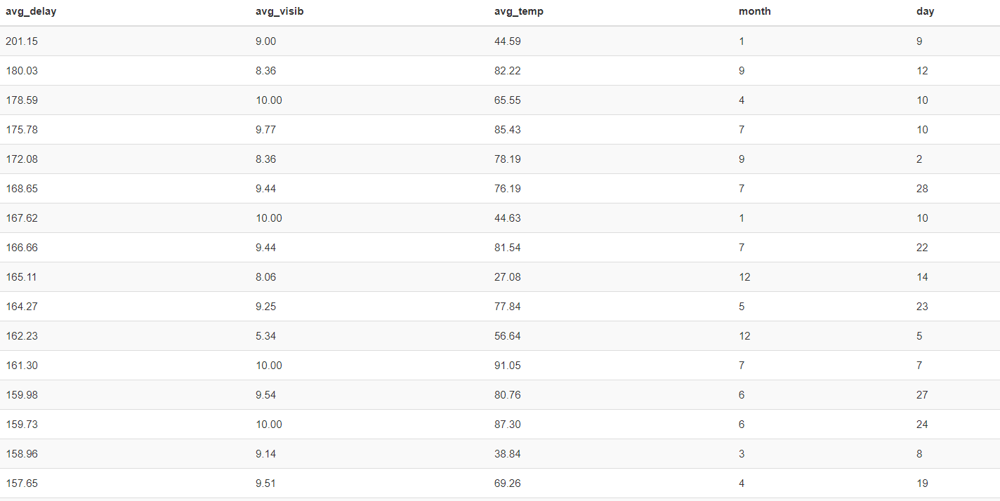 avg_delay avg_visib avg_temp month day
201.15 9.00 44.59 1 9
180.03 8.36 82.22 9 12
178.59 10.00 65.55 4 10
175.78 9.77 85.43 7 10
172.08 8.36 78.19 9 2
168.65 9.44 76.19 7 28
167.62 10.00 44.63 1 10
166.66 9.44 81.54 7 22
165.11 8.06 27.08 12 14
164.27 9.25 77.84 5 23
162.23 5.34 56.64 12 5
161.30 10.00 91.05 7 7
159.98 9.54 80.76 6 27
159.73 10.00 87.30 6 24
158.96 9.14 38.84 3 8
157.65 9.51 69.26 4 19